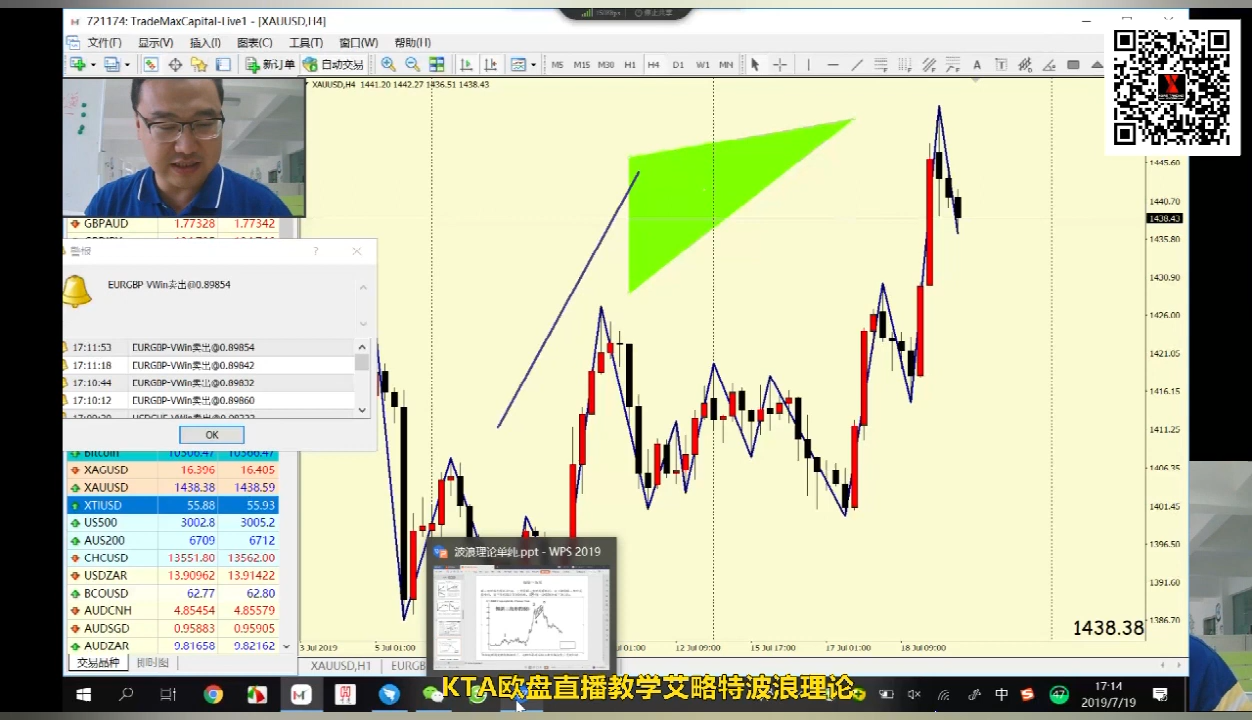 721174: TradeMaxCapital-Live1 - [XAUUSD,H4]
文件(F) 显示(V) 插入(I) 图表(C) 工具(T) 窗口(W) 帮助(H)
新订单 自动交易 M5 M15 M30 H1 H4 D1 W1 MN
XAUUSD,H4 1441.20 1442.27 1436.51 1438.43
GBPAUD 1.77328 1.77342
警报
EURGBP VWin卖出@0.89854
17:11:53 EURGBP-VWin卖出@0.89854
17:11:18 EURGBP-VWin卖出@0.89842
17:10:44 EURGBP-VWin卖出@0.89832
17:10:12 EURGBP-VWin卖出@0.89860
OK
XAGUSD 16.396 16.405
XAUUSD 1438.38 1438.59
XTIUSD 55.88 55.93
US500 3002.8 3005.2
AUS200 6709 6712
CHCUSD 13551.80 13562.00
USDZAR 13.90962 13.91422
BCOUSD 62.77 62.80
AUDCNH 4.85454 4.85579
AUDSGD 0.95883 0.95905
AUDZAR 9.81658 9.82162
交易品种 即时图
1445.60
1440.70
1438.43
1435.80
1430.90
1426.00
1421.05
1416.15
1411.25
1406.35
1401.45
1396.50
1391.60
1386.70
1438.38
波浪理论单纯.ppt - WPS 2019
3 Jul 2019 5 Jul 01:00 12 Jul 09:00 15 Jul 17:00 17 Jul 01:00 18 Jul 09:00
XAUUSD,H1 EURGB
KTA欧盘直播教学艾略特波浪理论
中 47 17:14
2019/7/19